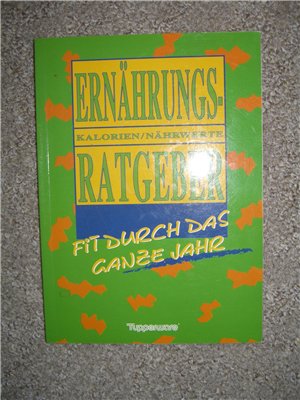 ERNÄHRUNGS-
KALORIEN/NÄHRWERTE
RATGEBER
FIT DURCH DAS
GANZE JAHR
Tupperware